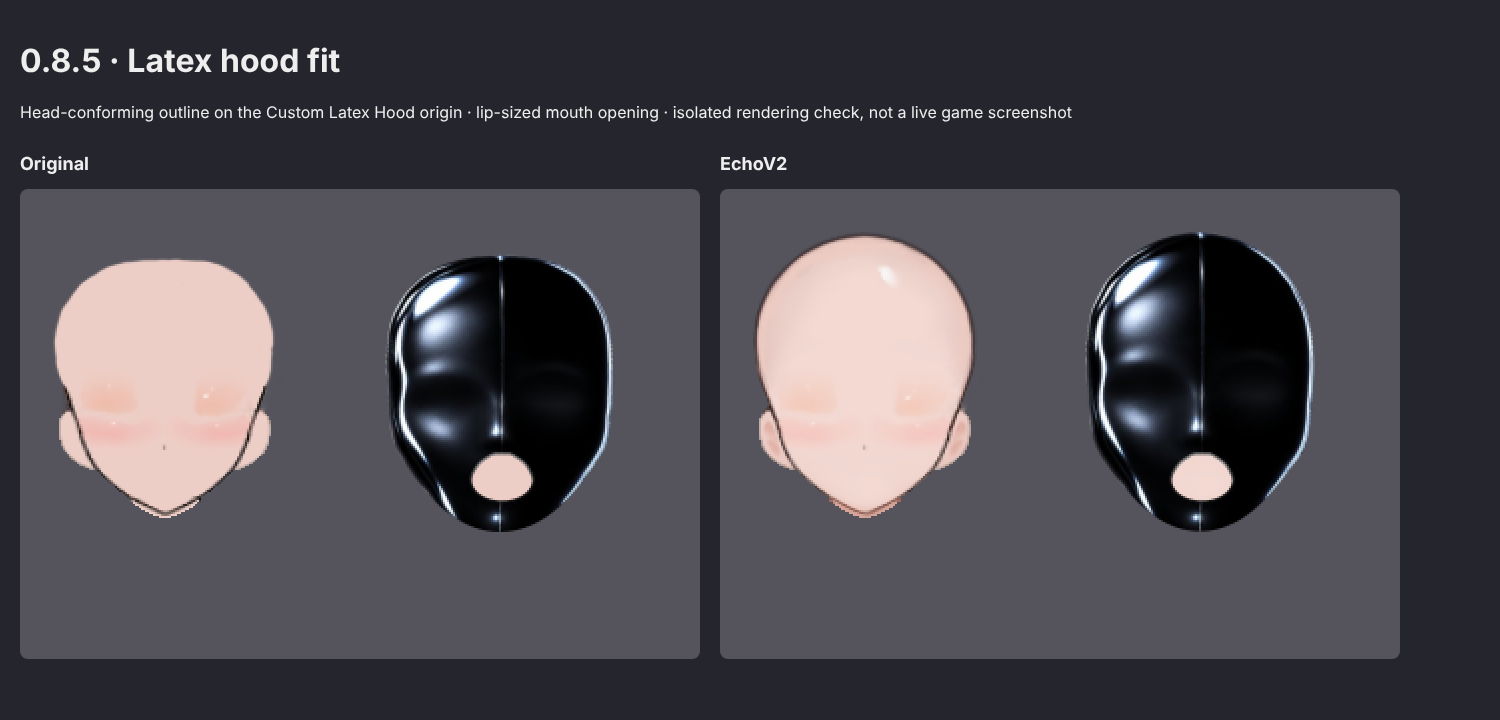 0.8.5 · Latex hood fit
Head-conforming outline on the Custom Latex Hood origin · lip-sized mouth opening · isolated rendering check, not a live game screenshot
Original
EchoV2